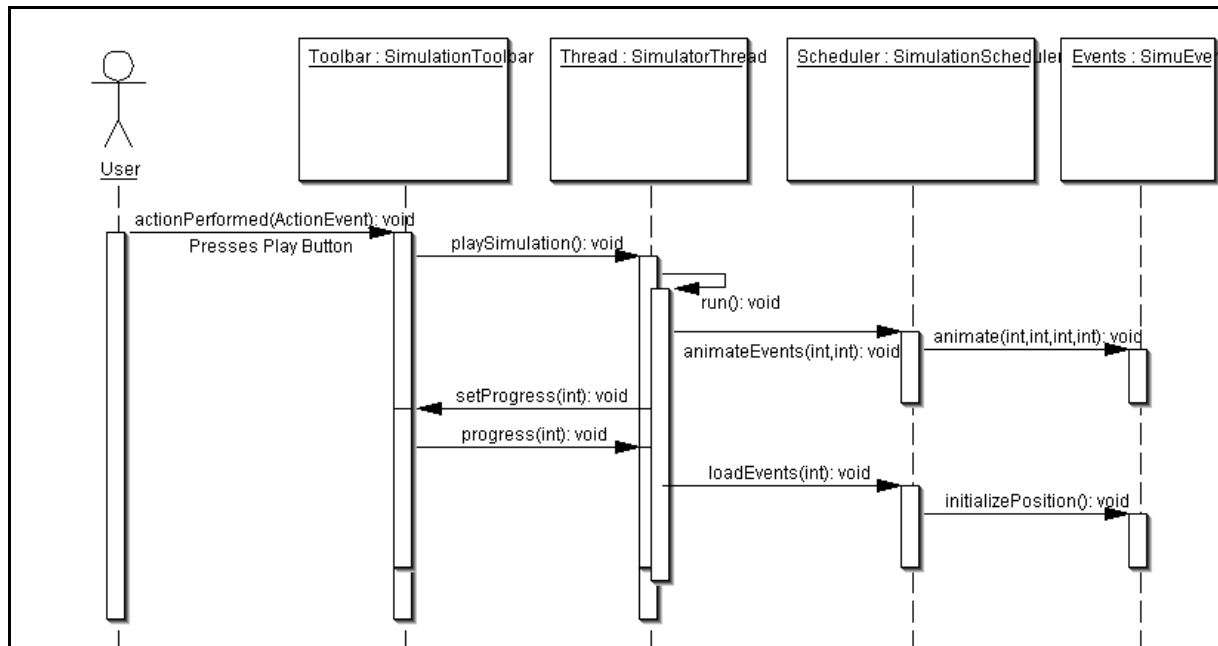 Toolbar : SimulationToolbar
Thread : SimulatorThread
Scheduler : SimulationScheduler
Events : SimuEver
User
actionPerformed(ActionEvent): void
Presses Play Button
playSimulation(): void
run(): void
animateEvents(int,int): void
animate(int,int,int,int): void
setProgress(int): void
progress(int): void
loadEvents(int): void
initializePosition(): void